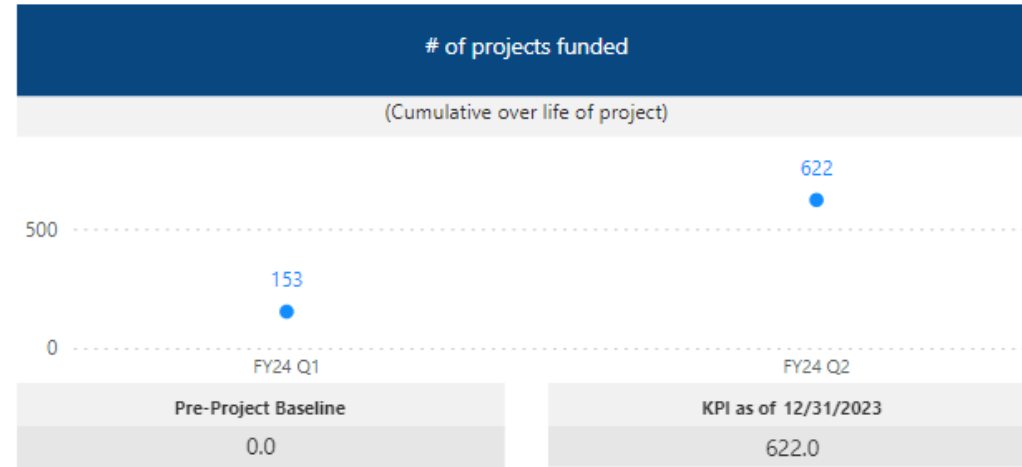 # of projects funded
(Cumulative over life of project)
622
500
153
0
FY24 Q1 FY24 Q2
Pre-Project Baseline KPI as of 12/31/2023
0.0 622.0